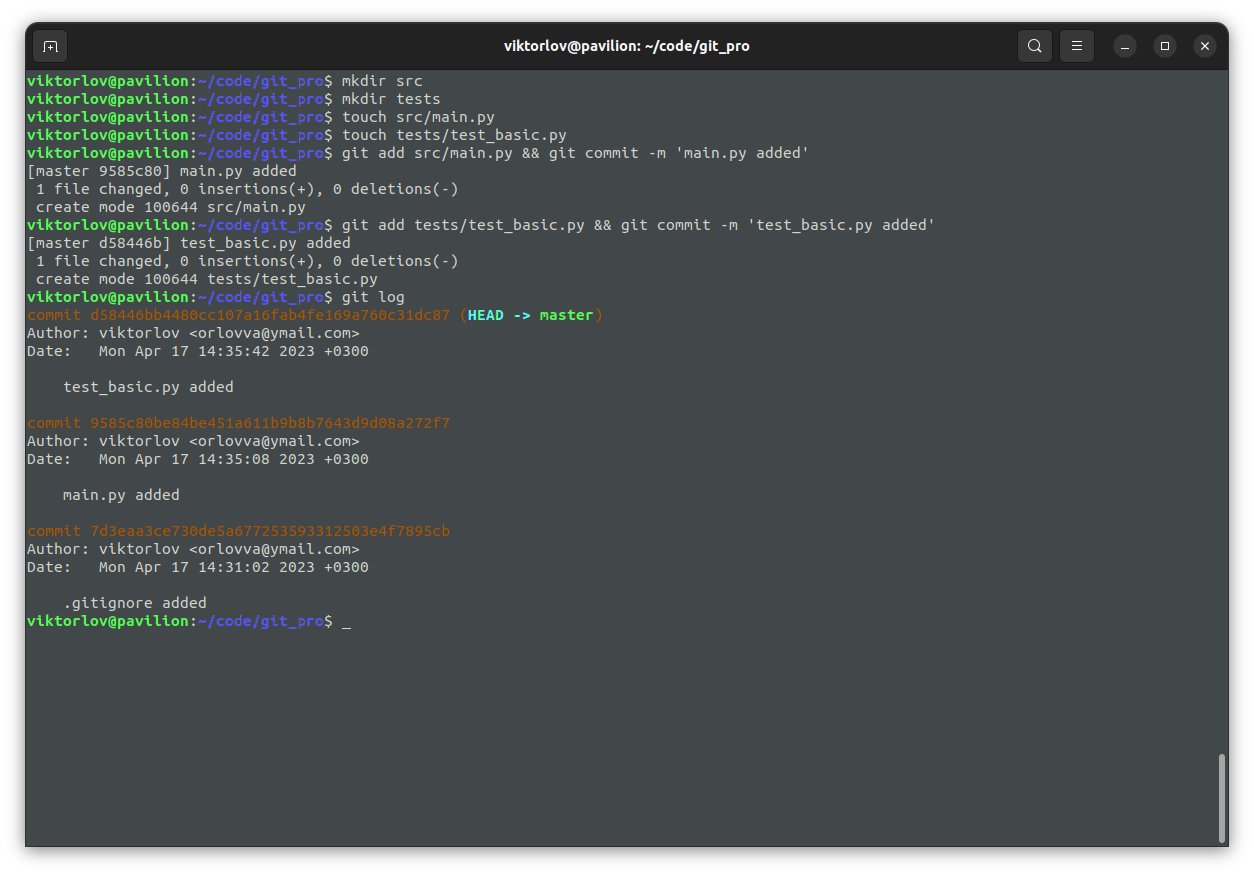 viktorlov@pavilion: ~/code/git_pro
viktorlov@pavilion:~/code/git_pro$ mkdir src
viktorlov@pavilion:~/code/git_pro$ mkdir tests
viktorlov@pavilion:~/code/git_pro$ touch src/main.py
viktorlov@pavilion:~/code/git_pro$ touch tests/test_basic.py
viktorlov@pavilion:~/code/git_pro$ git add src/main.py && git commit -m 'main.py added'
[master 9585c80] main.py added
 1 file changed, 0 insertions(+), 0 deletions(-)
 create mode 100644 src/main.py
viktorlov@pavilion:~/code/git_pro$ git add tests/test_basic.py && git commit -m 'test_basic.py added'
[master d58446b] test_basic.py added
 1 file changed, 0 insertions(+), 0 deletions(-)
 create mode 100644 tests/test_basic.py
viktorlov@pavilion:~/code/git_pro$ git log
commit d58446bb4480cc107a16fab4fe169a760c31dc87 (HEAD -> master)
Author: viktorlov <orlovva@ymail.com>
Date:   Mon Apr 17 14:35:42 2023 +0300

    test_basic.py added

commit 9585c80be84be451a611b9b8b7643d9d08a272f7
Author: viktorlov <orlovva@ymail.com>
Date:   Mon Apr 17 14:35:08 2023 +0300

    main.py added

commit 7d3eaa3ce730de5a677253593312503e4f7895cb
Author: viktorlov <orlovva@ymail.com>
Date:   Mon Apr 17 14:31:02 2023 +0300

    .gitignore added
viktorlov@pavilion:~/code/git_pro$ _